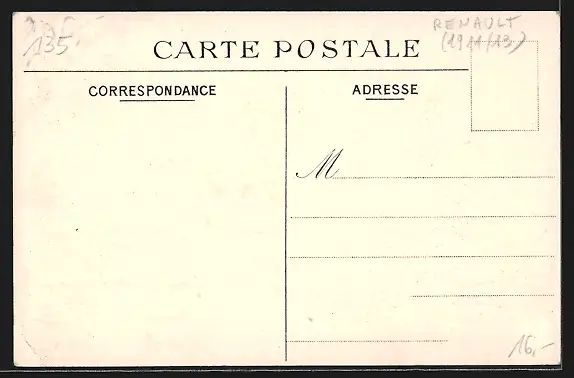 RENAULT
(1911/13)
135.
CARTE POSTALE
CORRESPONDANCE
ADRESSE
M
16,-